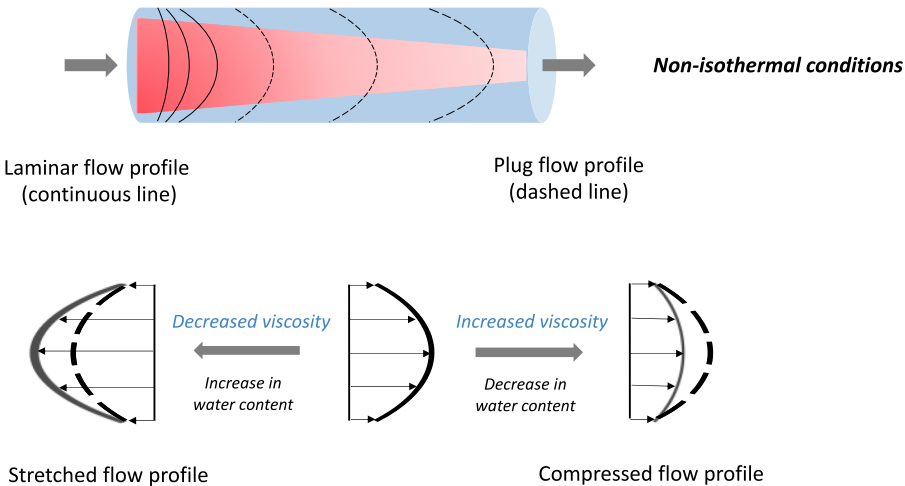 Non-isothermal conditions
Laminar flow profile
(continuous line)
Plug flow profile
(dashed line)
Decreased viscosity
Increase in
water content
Increased viscosity
Decrease in
water content
Stretched flow profile
Compressed flow profile